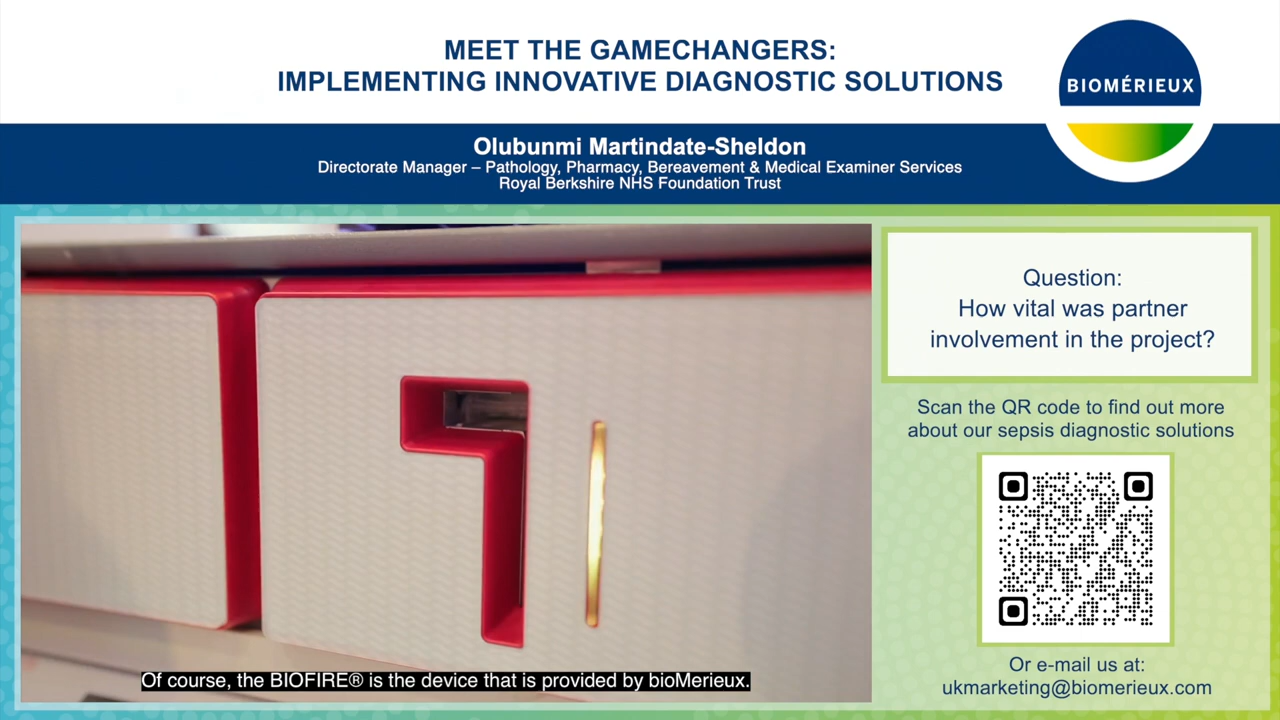 MEET THE GAMECHANGERS:
IMPLEMENTING INNOVATIVE DIAGNOSTIC SOLUTIONS
BIOMÉRIEUX
Olubunmi Martindate-Sheldon
Directorate Manager – Pathology, Pharmacy, Bereavement & Medical Examiner Services
Royal Berkshire NHS Foundation Trust
Question:
How vital was partner
involvement in the project?
Scan the QR code to find out more
about our sepsis diagnostic solutions
Or e-mail us at:
ukmarketing@biomerieux.com
Of course, the BIOFIRE® is the device that is provided by bioMerieux.